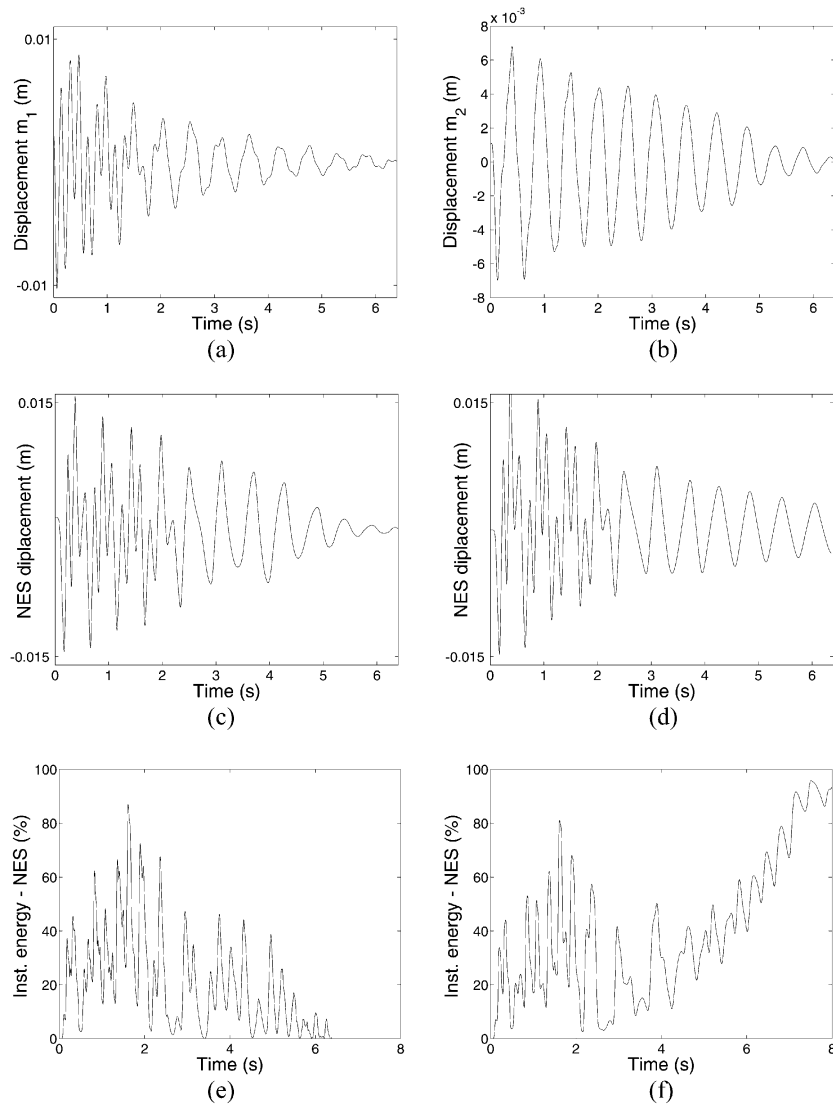 0.01
-0.01
Displacement m1 (m)
0 1 2 3 4 5 6
Time (s)
(a)
x 10-3
8
6
4
2
0
-2
-4
-6
-8
Displacement m2 (m)
0 1 2 3 4 5 6
Time (s)
(b)
0.015
-0.015
NES diplacement (m)
0 1 2 3 4 5 6
Time (s)
(c)
0.015
-0.015
NES displacement (m)
0 1 2 3 4 5 6
Time (s)
(d)
100
80
60
40
20
0
Inst. energy - NES (%)
0 2 4 6 8
Time (s)
(e)
100
80
60
40
20
0
Inst. energy - NES (%)
0 2 4 6 8
Time (s)
(f)